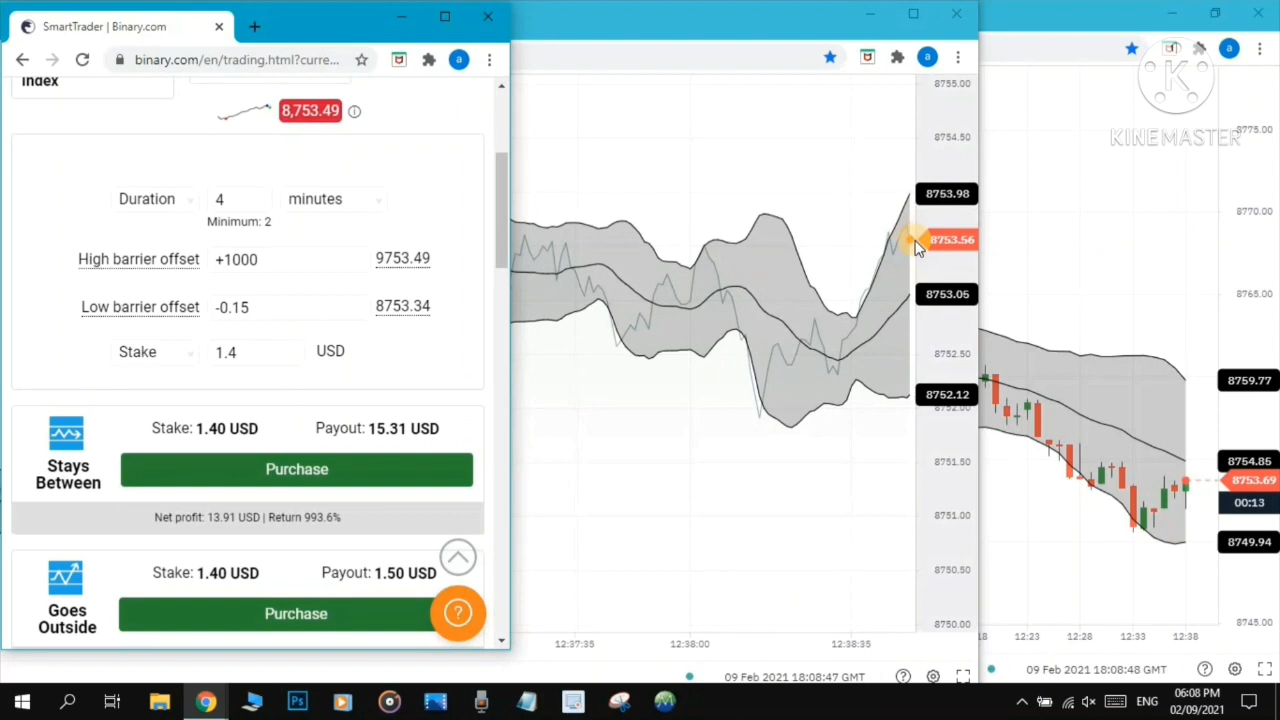 SmartTrader | Binary.com
binary.com/en/trading.html?curre...
a
a
a
Index
8,753.49
Duration 4 minutes
Minimum: 2
High barrier offset +1000 9753.49
Low barrier offset -0.15 8753.34
Stake 1.4 USD
Stake: 1.40 USD Payout: 15.31 USD
Stays Between
Purchase
Net profit: 13.91 USD | Return 993.6%
Stake: 1.40 USD Payout: 1.50 USD
Goes Outside
Purchase
?
8755.00
8754.50
8753.98
8753.56
8753.05
8752.50
8752.12
8752.00
8751.50
8751.00
8750.50
8750.00
12:37:35 12:38:00 12:38:35
09 Feb 2021 18:08:47 GMT
K
KINEMASTER
8775.00
8770.00
8765.00
8759.77
8754.85
8753.69
00:13
8749.94
8745.00
18 12:23 12:28 12:33 12:38
09 Feb 2021 18:08:48 GMT
Ps
ENG
06:08 PM
02/09/2021